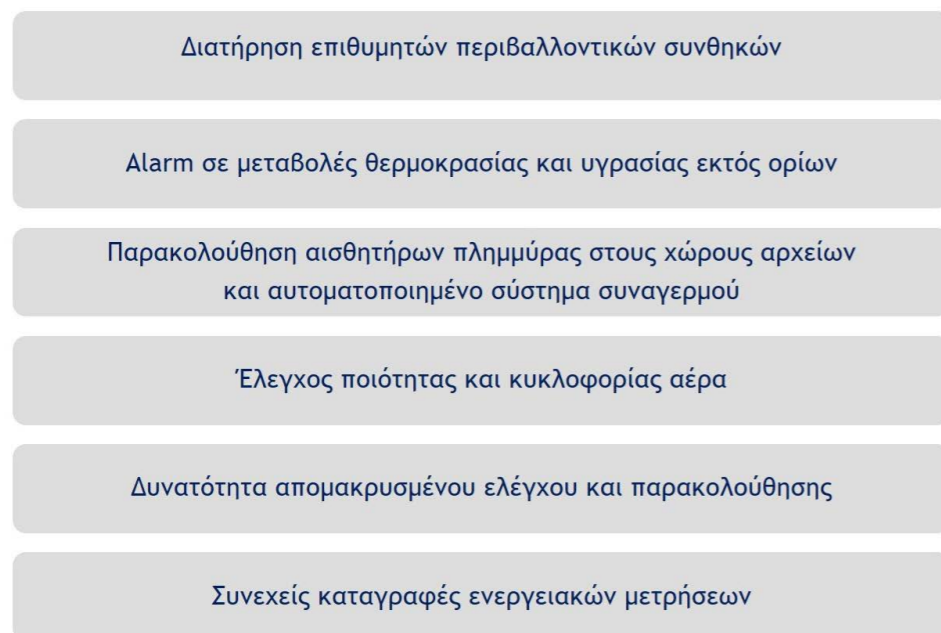 Διατήρηση επιθυμητών περιβαλλοντικών συνθηκών
Alarm σε μεταβολές θερμοκρασίας και υγρασίας εκτός ορίων
Παρακολούθηση αισθητήρων πλημμύρας στους χώρους αρχείων
και αυτοματοποιημένο σύστημα συναγερμού
Έλεγχος ποιότητας και κυκλοφορίας αέρα
Δυνατότητα απομακρυσμένου ελέγχου και παρακολούθησης
Συνεχείς καταγραφές ενεργειακών μετρήσεων